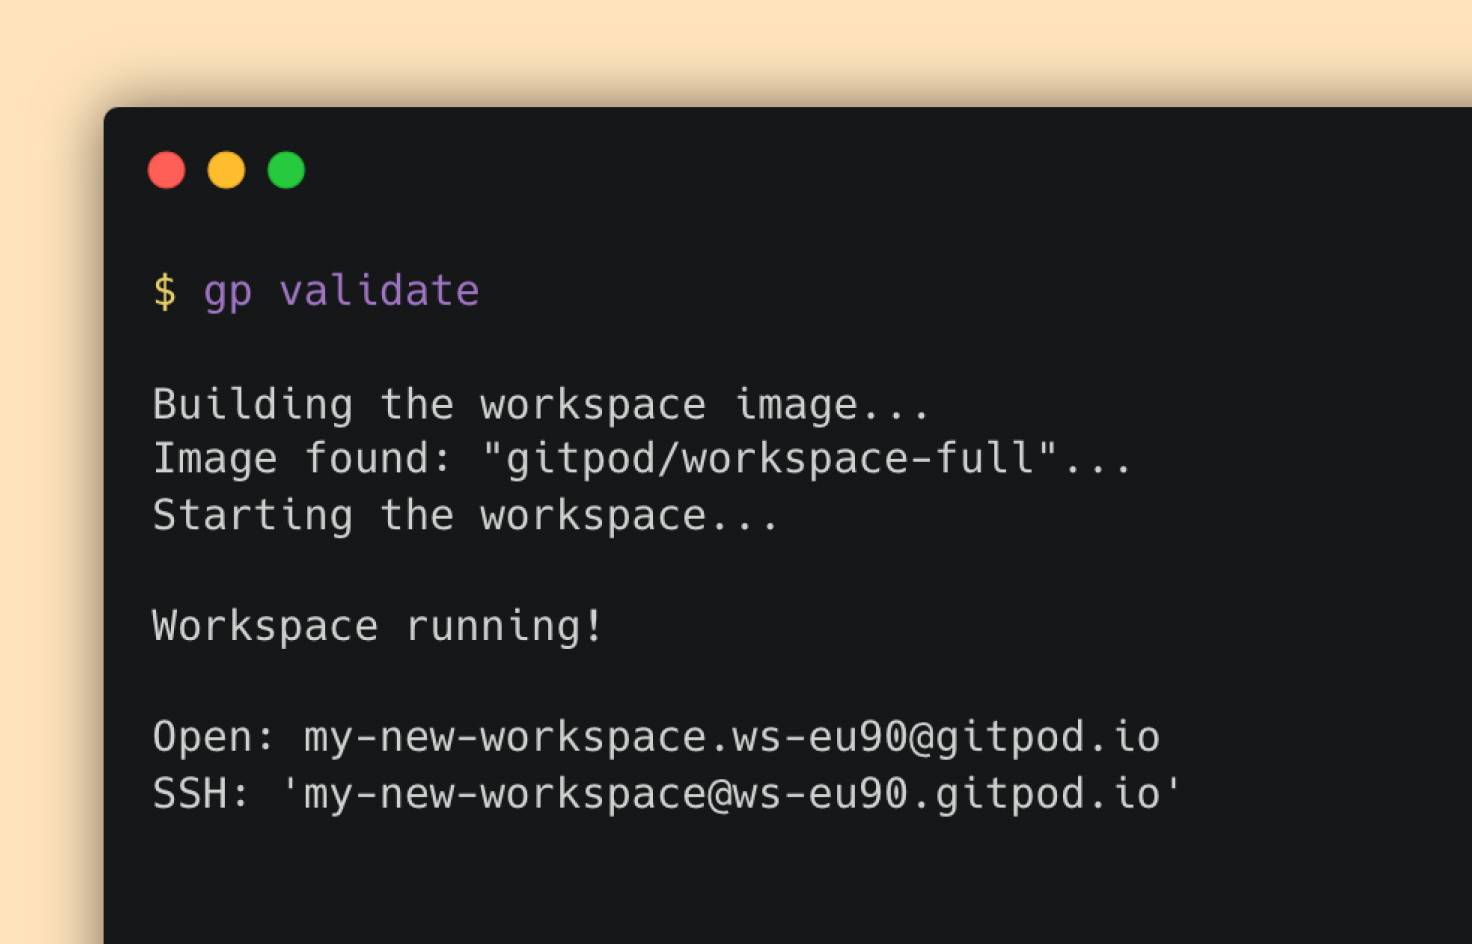 $ gp validate
Building the workspace image...
Image found: "gitpod/workspace-full"...
Starting the workspace...
Workspace running!
Open: my-new-workspace.ws-eu90@gitpod.io
SSH: 'my-new-workspace@ws-eu90.gitpod.io'